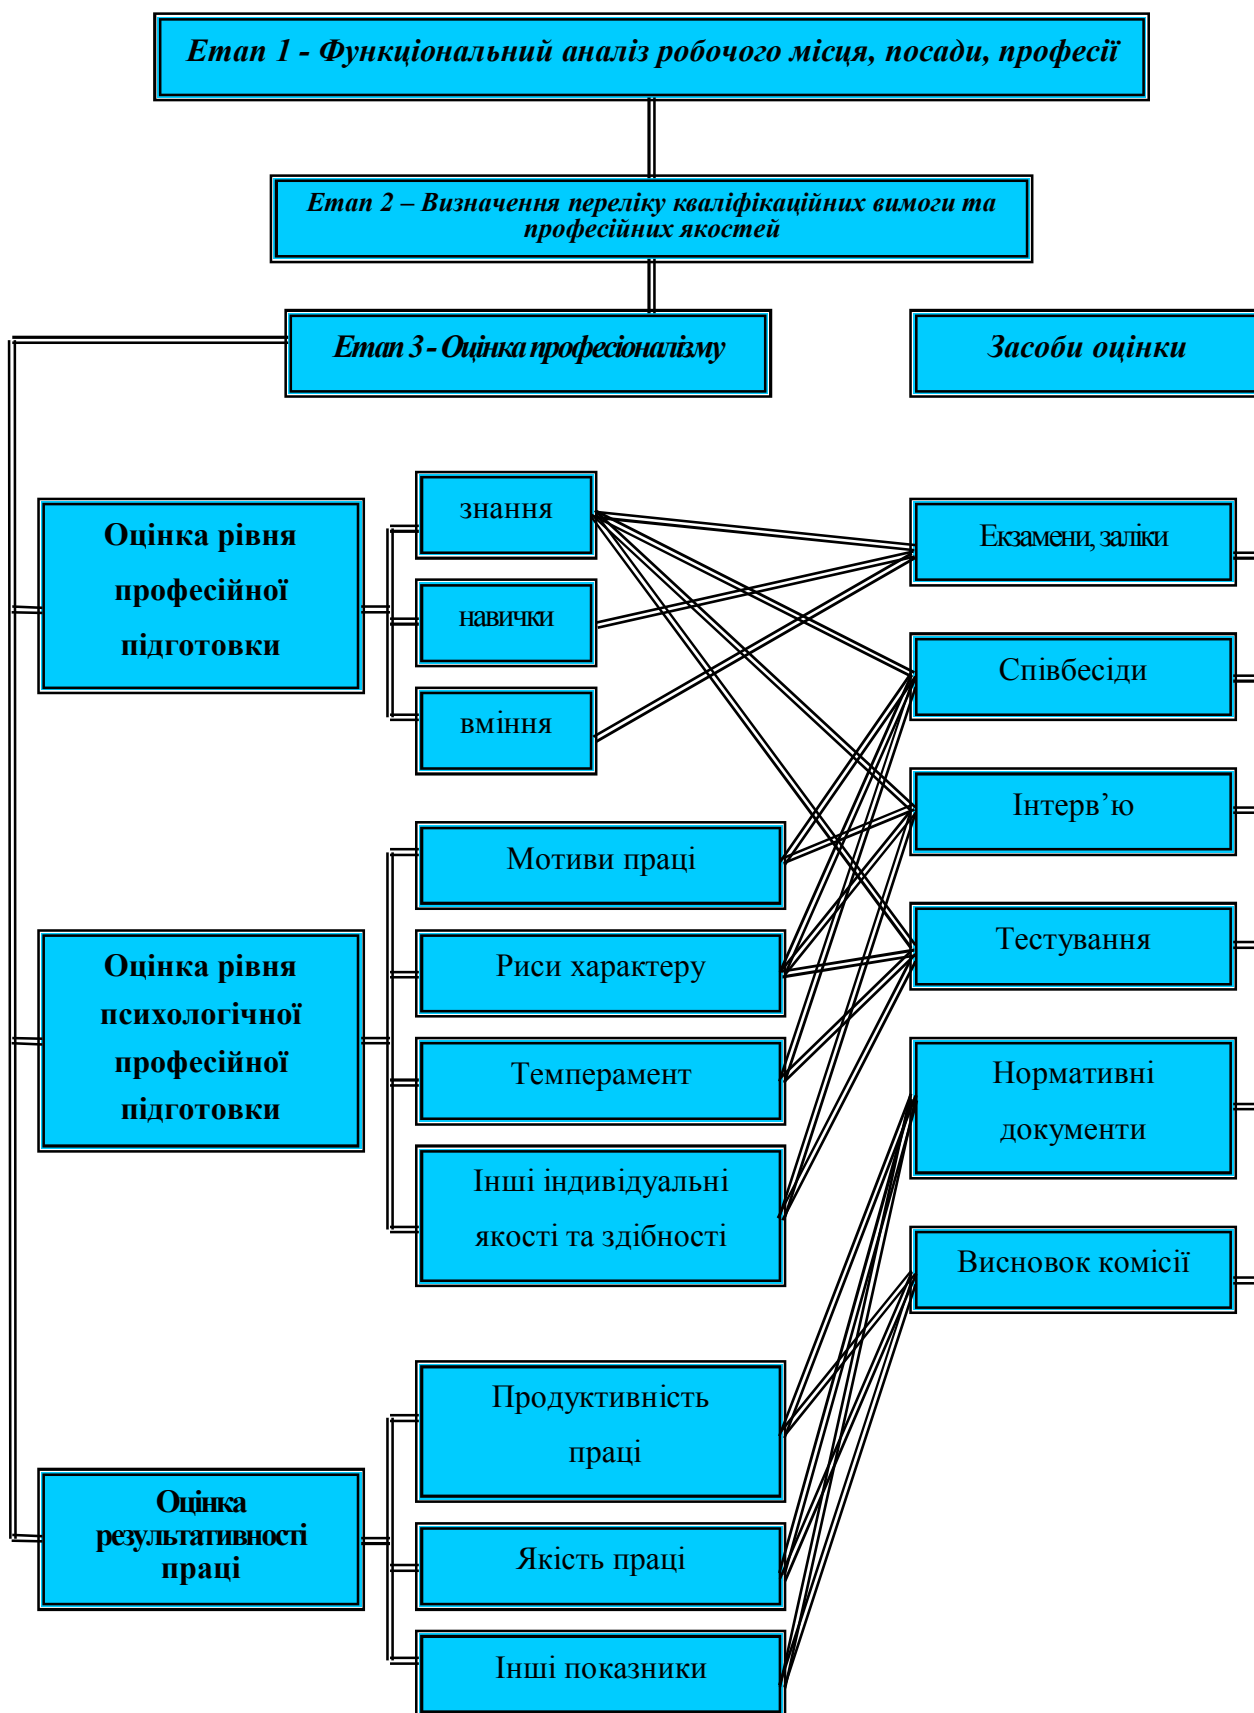 Етап 1 - Функціональний аналіз робочого місця, посади, професії
Етап 2 – Визначення переліку кваліфікаційних вимоги та
професійних якостей
Етап 3 - Оцінка професіоналізму
Засоби оцінки
Оцінка рівня
професійної
підготовки
знання
навички
вміння
Екзамени, заліки
Співбесіди
Інтерв’ю
Тестування
Оцінка рівня
психологічної
професійної
підготовки
Мотиви праці
Риси характеру
Темперамент
Інші індивідуальні
якості та здібності
Нормативні
документи
Висновок комісії
Оцінка
результативності
праці
Продуктивність
праці
Якість праці
Інші показники